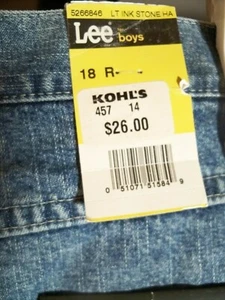 5266846 LT INK STONE HA
Lee boys
18 R-
KOHL'S
457 14
$26.00
0 51071 51584 9